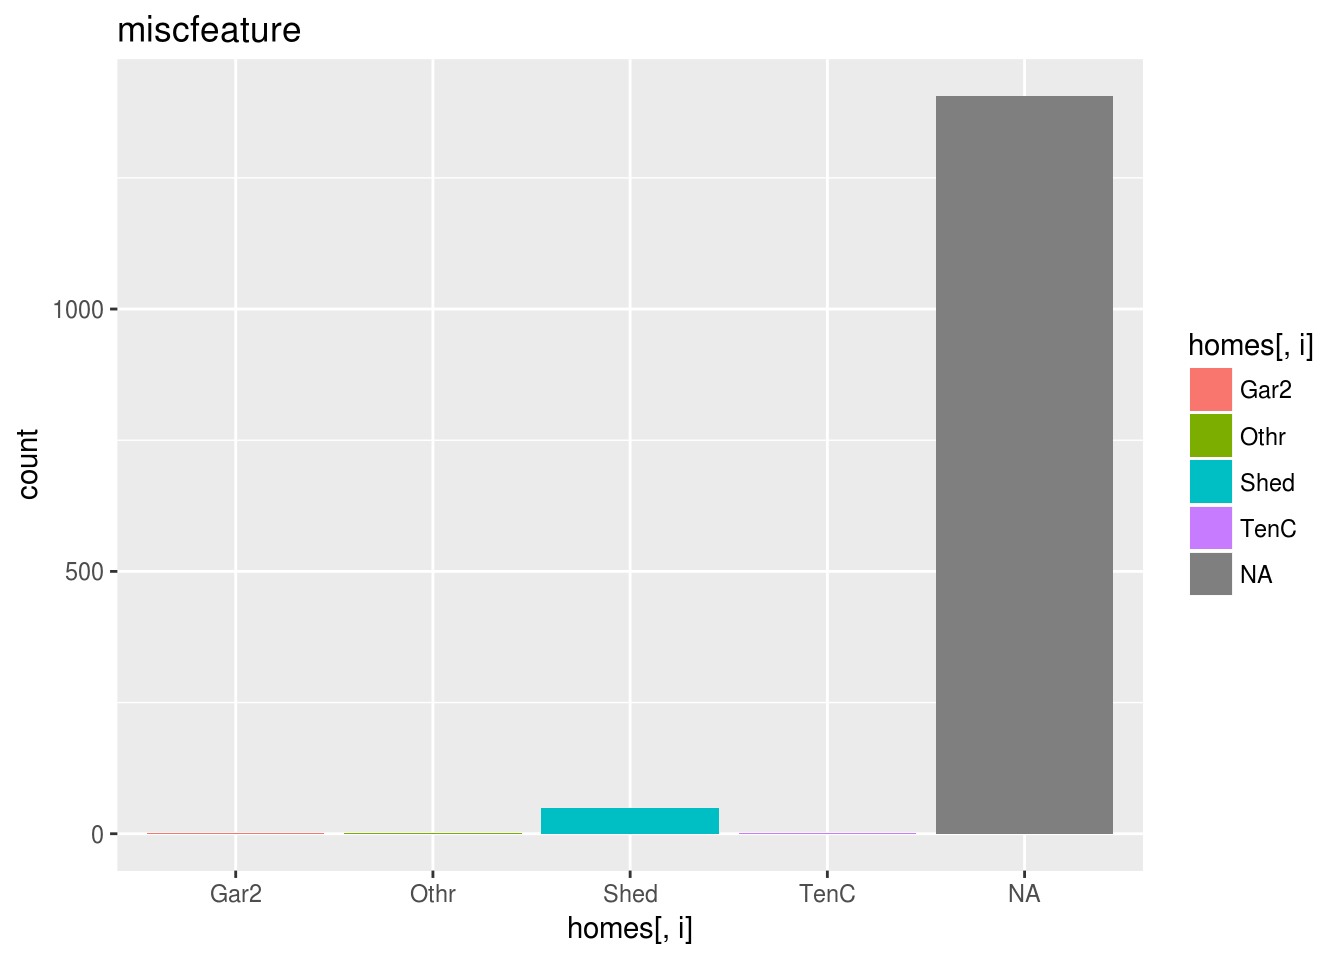 miscfeature
count
1000
500
0
Gar2
Othr
Shed
TenC
NA
homes[, i]
homes[, i]
Gar2
Othr
Shed
TenC
NA